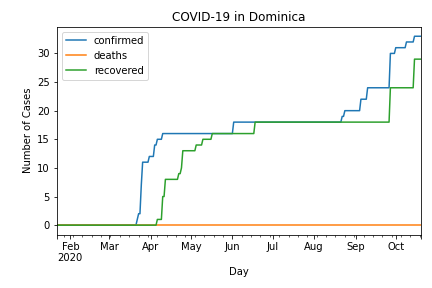 COVID-19 in Dominica
confirmed
deaths
recovered
Number of Cases
30
25
20
15
10
5
0
Feb Mar Apr May Jun Jul Aug Sep Oct
2020
Day